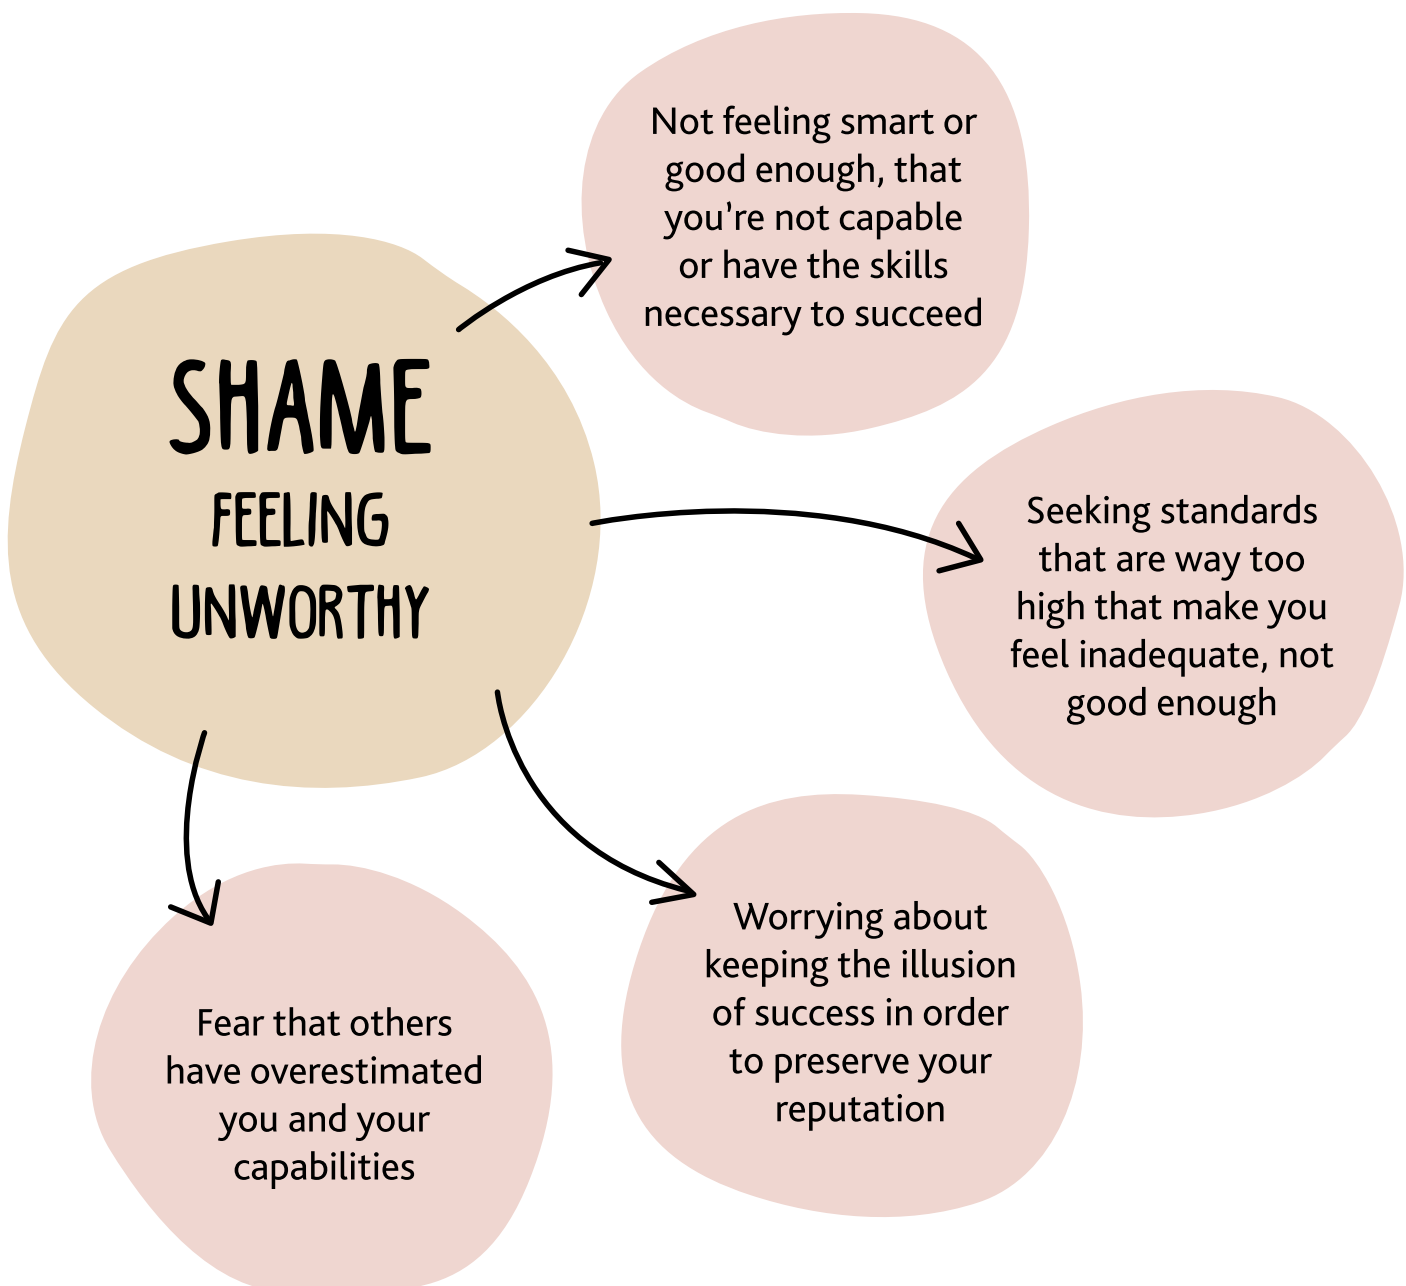 SHAME
FEELING
UNWORTHY
Not feeling smart or
good enough, that
you're not capable
or have the skills
necessary to succeed
Seeking standards
that are way too
high that make you
feel inadequate, not
good enough
Worrying about
keeping the illusion
of success in order
to preserve your
reputation
Fear that others
have overestimated
you and your
capabilities